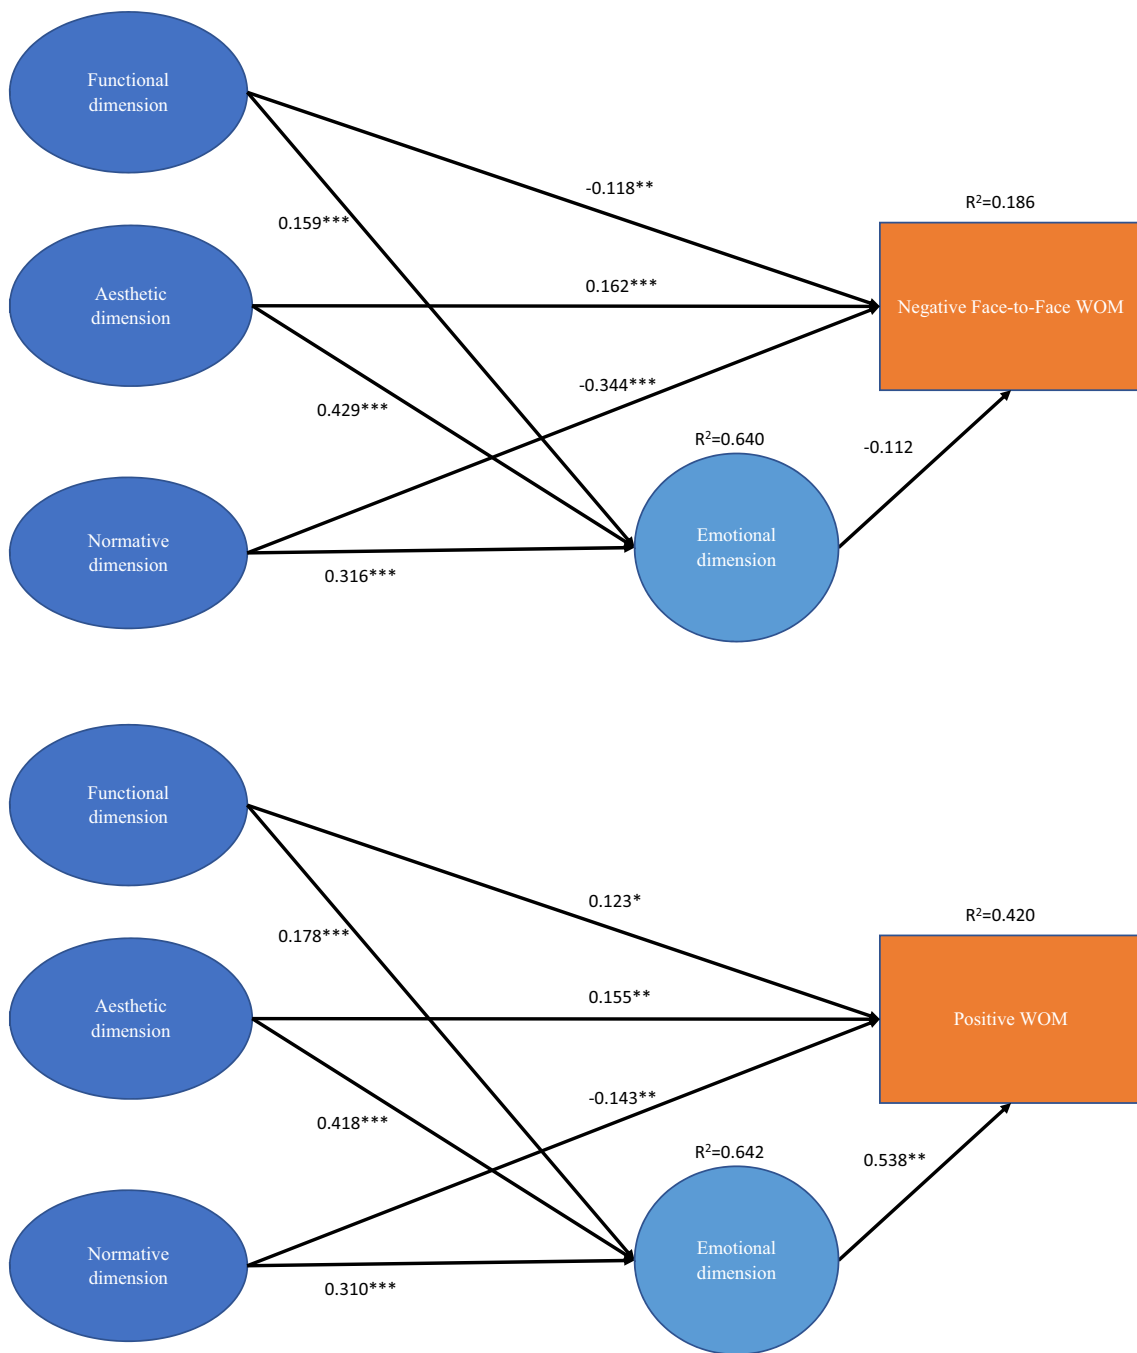 Functional
dimension
-0.118**
R²=0.186
0.159***
Aesthetic
dimension
0.162***
Negative Face-to-Face WOM
-0.344***
0.429***
R²=0.640
-0.112
Normative
dimension
Emotional
dimension
0.316***
Functional
dimension
0.123*
R²=0.420
0.178***
Aesthetic
dimension
0.155**
Positive WOM
-0.143**
0.418***
R²=0.642
0.538**
Normative
dimension
Emotional
dimension
0.310***